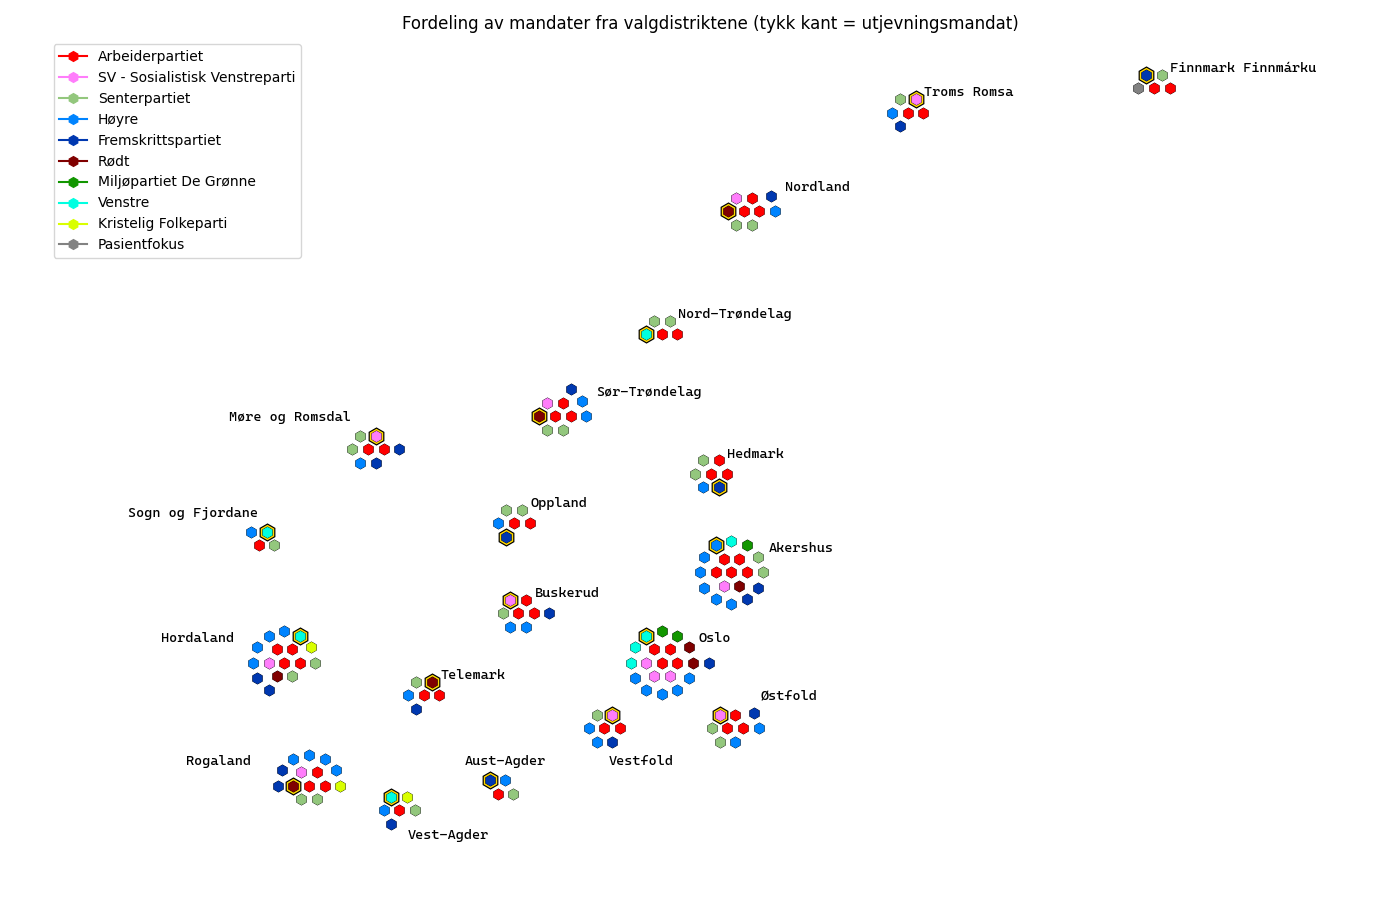 Fordeling av mandater fra valgdistriktene (tykk kant = utjevningsmandat)
Arbeiderpartiet
SV - Sosialistisk Venstreparti
Senterpartiet
Høyre
Fremskrittspartiet
Rødt
Miljøpartiet De Grønne
Venstre
Kristelig Folkeparti
Pasientfokus
Finnmark Finnmárku
Troms Romsa
Nordland
Nord-Trøndelag
Sør-Trøndelag
Møre og Romsdal
Hedmark
Oppland
Sogn og Fjordane
Akershus
Buskerud
Hordaland
Oslo
Telemark
Østfold
Rogaland
Aust-Agder
Vestfold
Vest-Agder